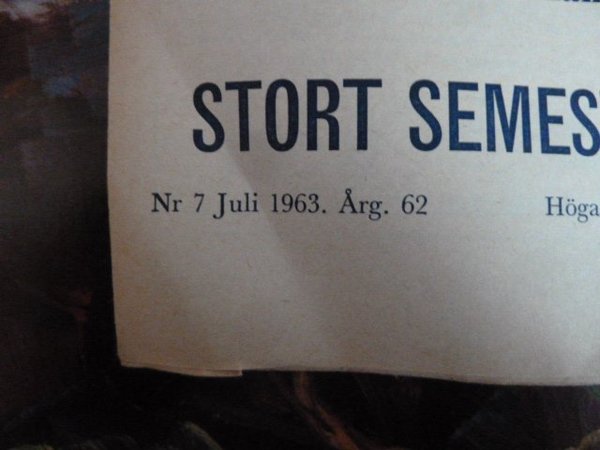 STORT SEMES
Nr 7 Juli 1963. Årg. 62 Höga